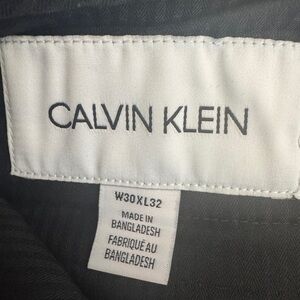 CALVIN KLEIN
W30XL32
MADE IN
BANGLADESH
FABRIQUÉ AU
BANGLADESH